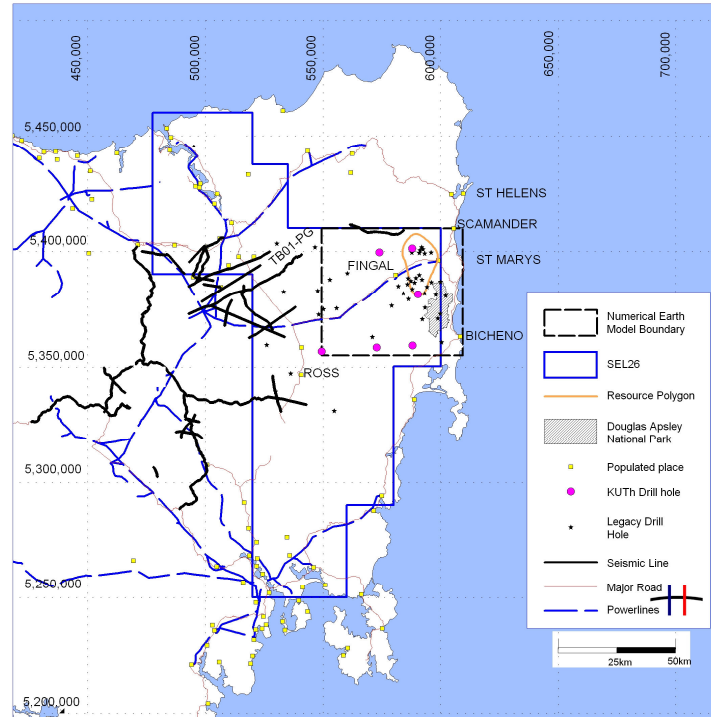 450,000
500,000
550,000
600,000
650,000
700,000
5,450,000
ST HELENS
SCAMANDER
TB01-PG
5,400,000
FINGAL
ST MARYS
BICHENO
5,350,000
ROSS
5,300,000
5,250,000
5,200,000
Numerical Earth
Model Boundary
SEL26
Resource Polygon
Douglas Apsley
National Park
Populated place
KUTh Drill hole
Legacy Drill
Hole
Seismic Line
Major Road
Powerlines
25km
50km